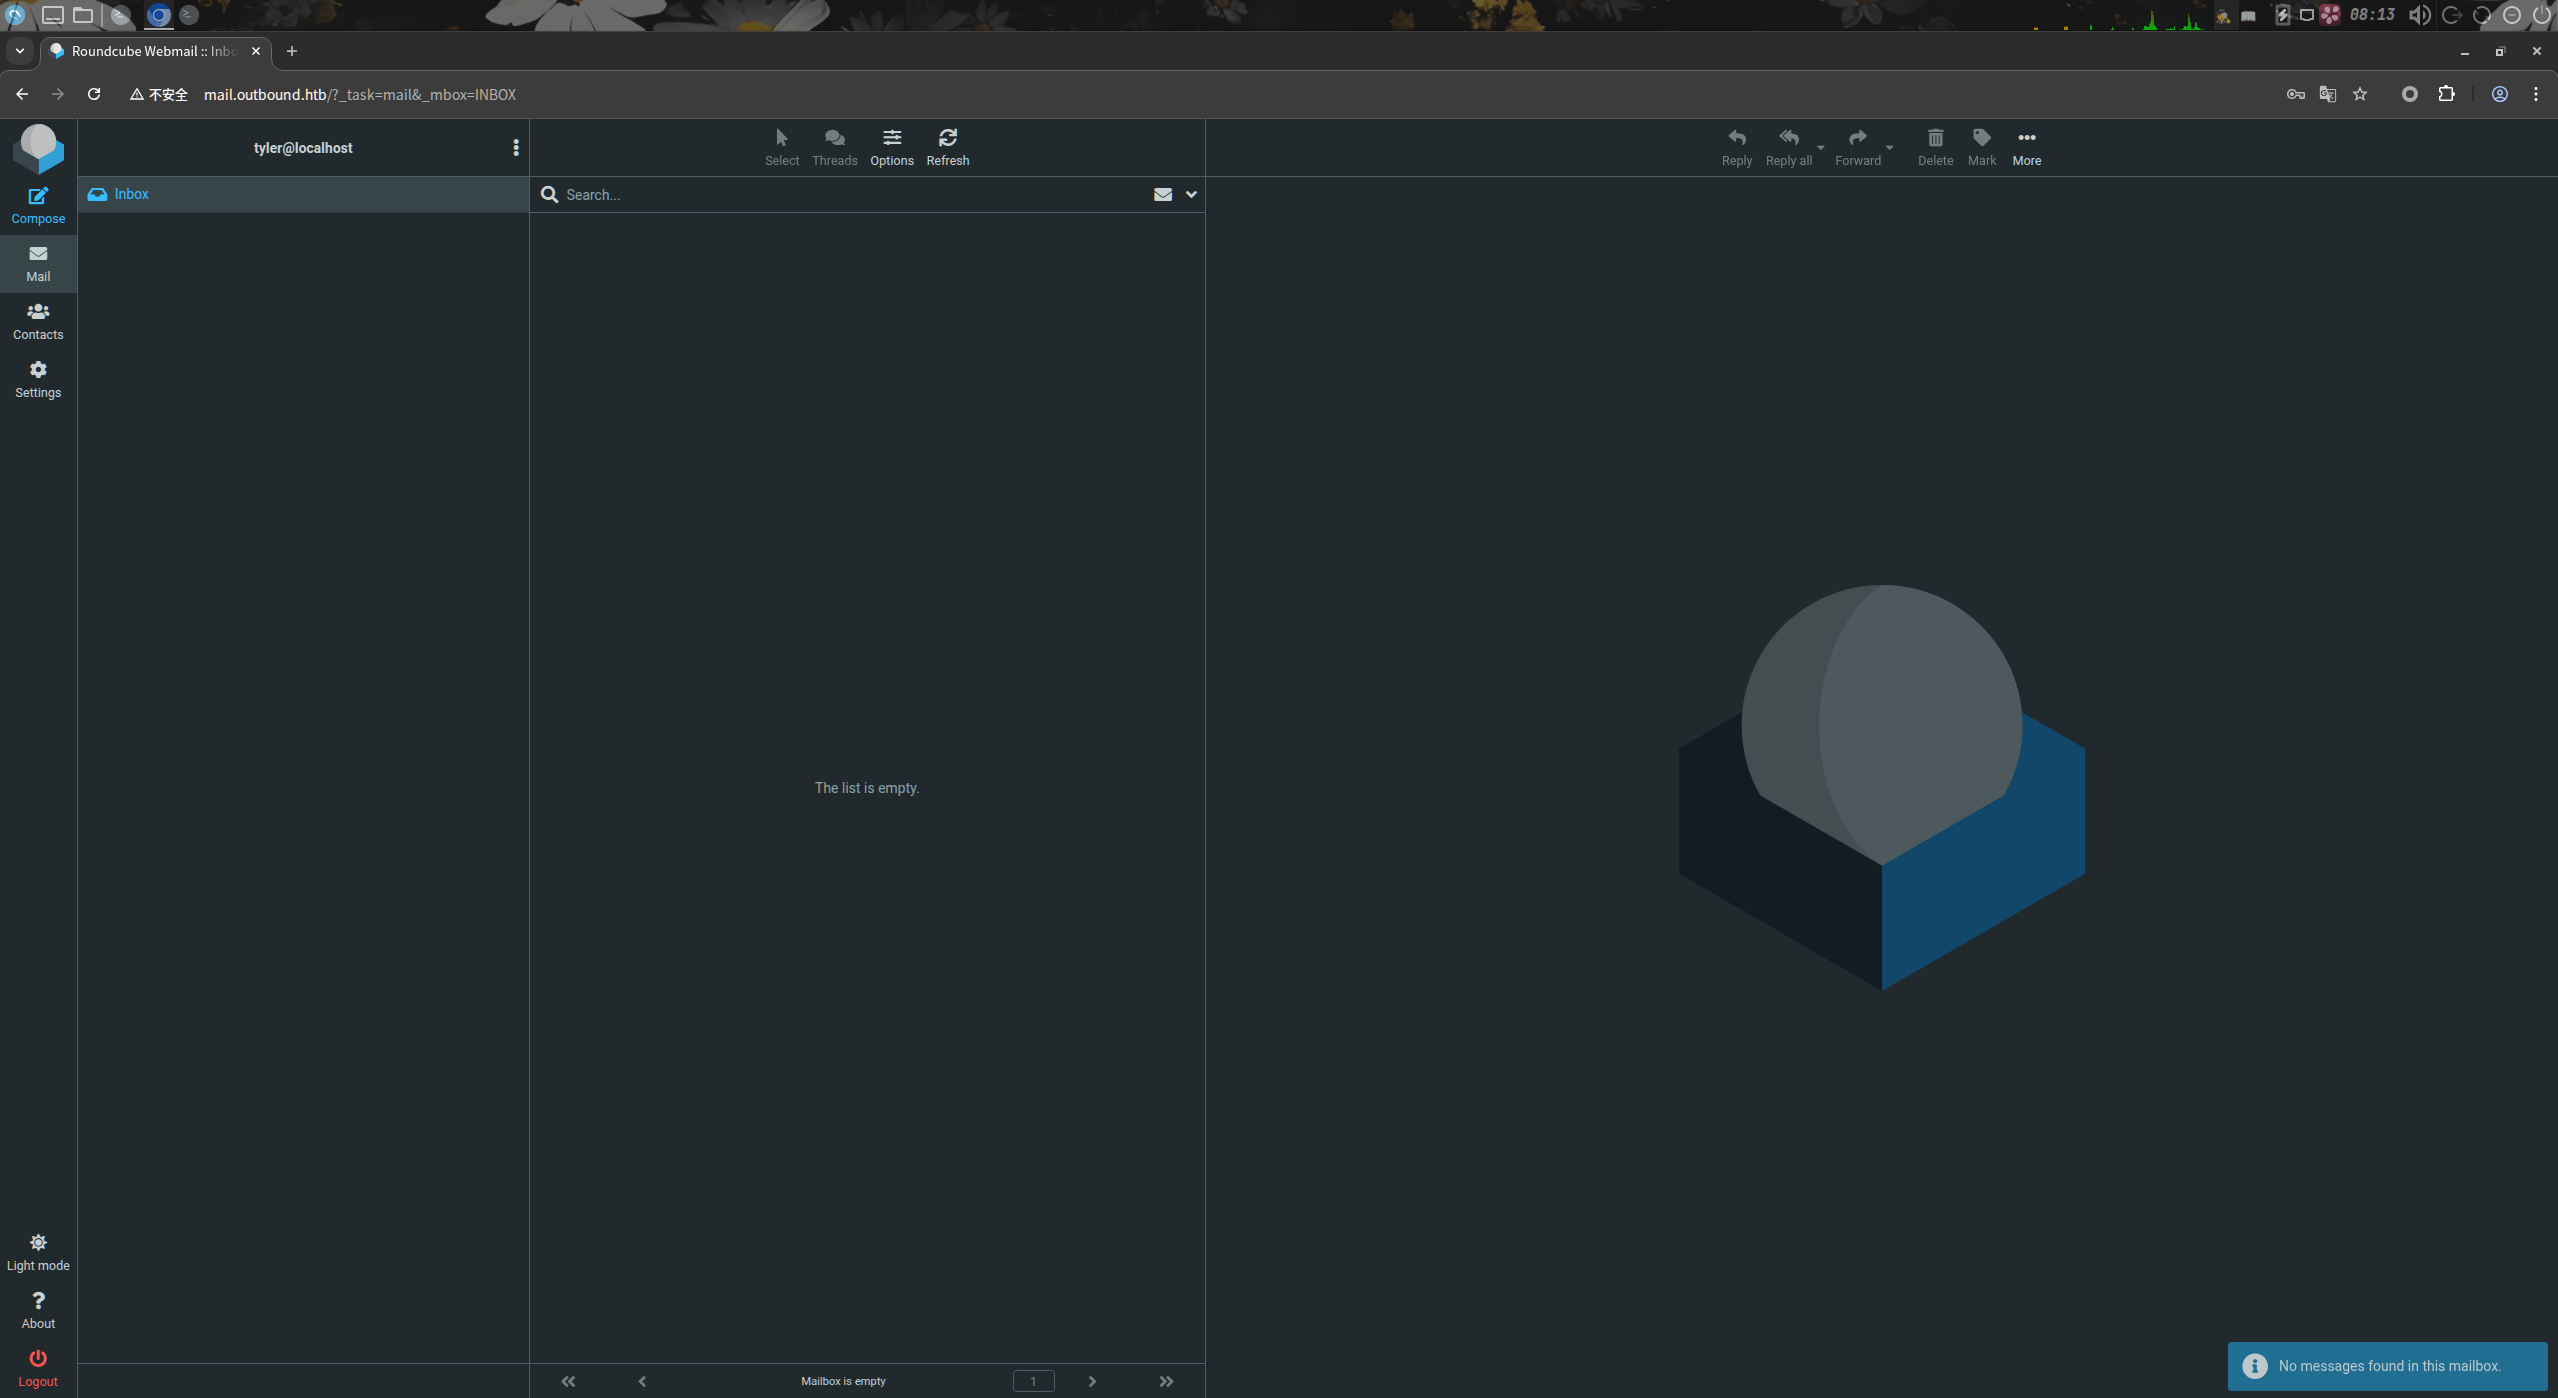 08:13
Roundcube Webmail :: Inbo
不安全
mail.outbound.htb/?_task=mail&_mbox=INBOX
tyler@localhost
Select
Threads
Options
Refresh
Reply
Reply all
Forward
Delete
Mark
More
Inbox
Search...
Compose
Mail
Contacts
Settings
The list is empty.
Light mode
About
Logout
Mailbox is empty
1
No messages found in this mailbox.